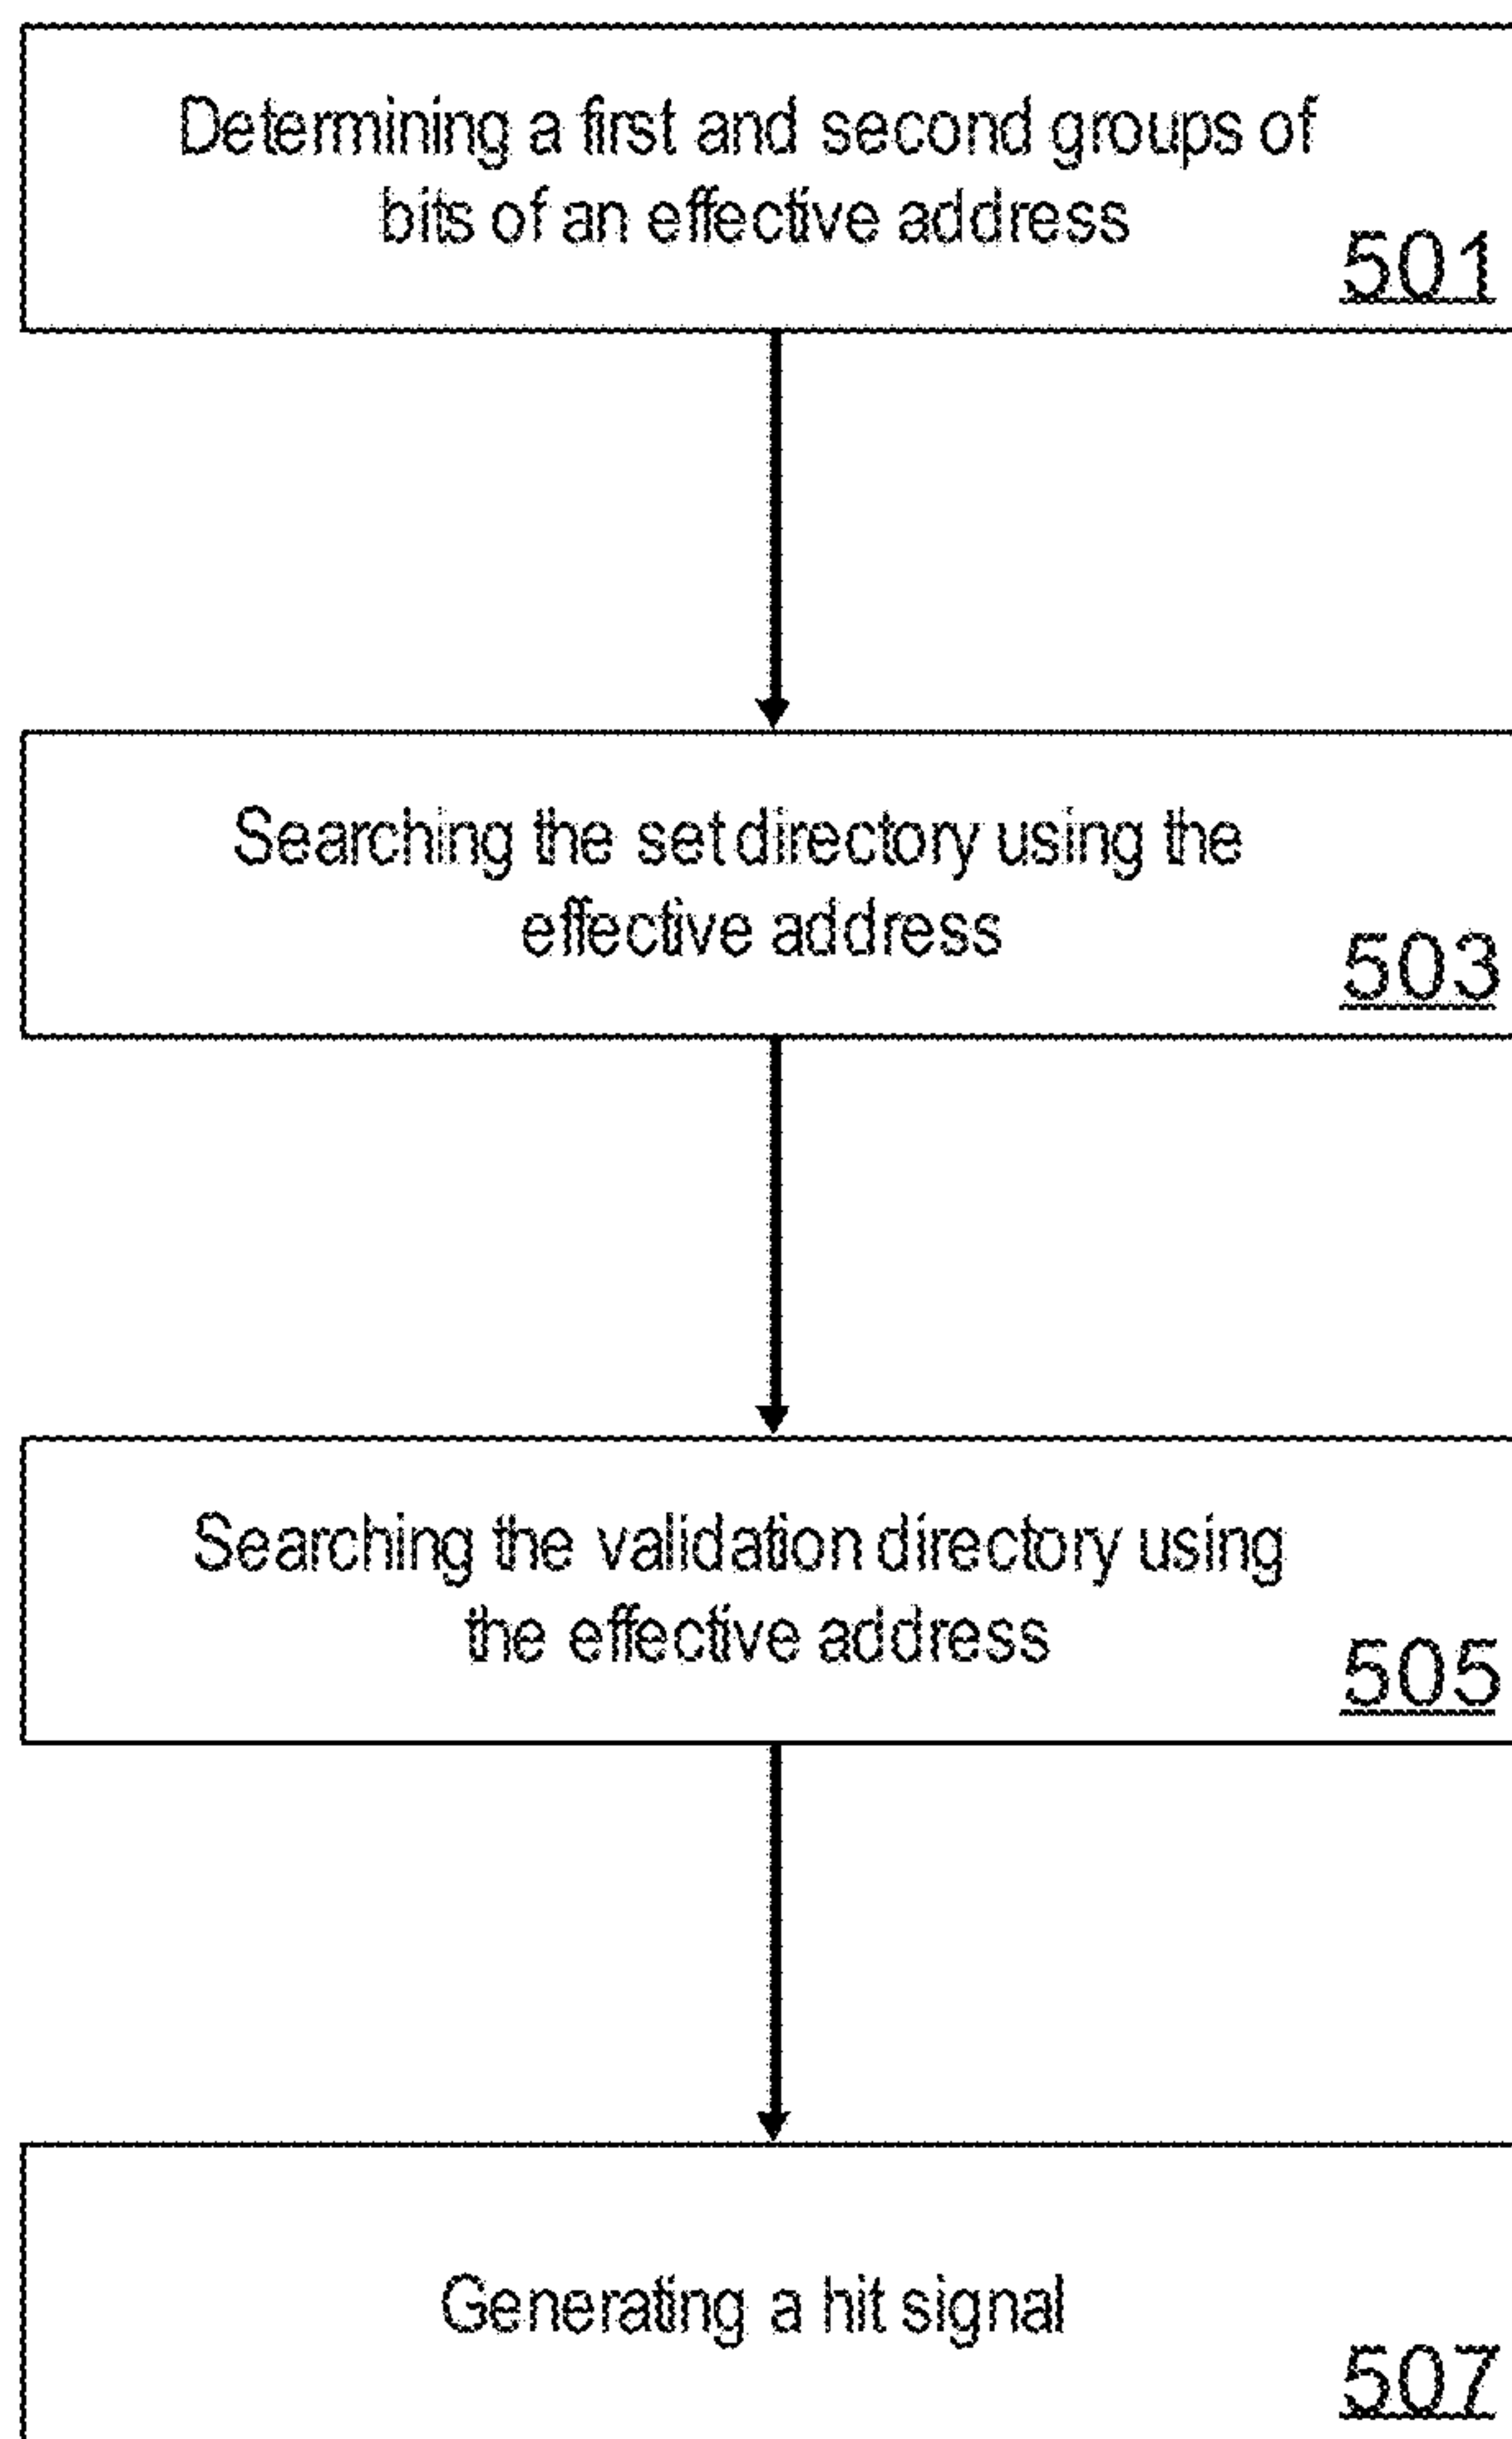 Determining a first and second groups of
bits of an effective address
501
Searching the set directory using the
effective address
503
Searching the validation directory using
the effective address
505
Generating a hit signal
507